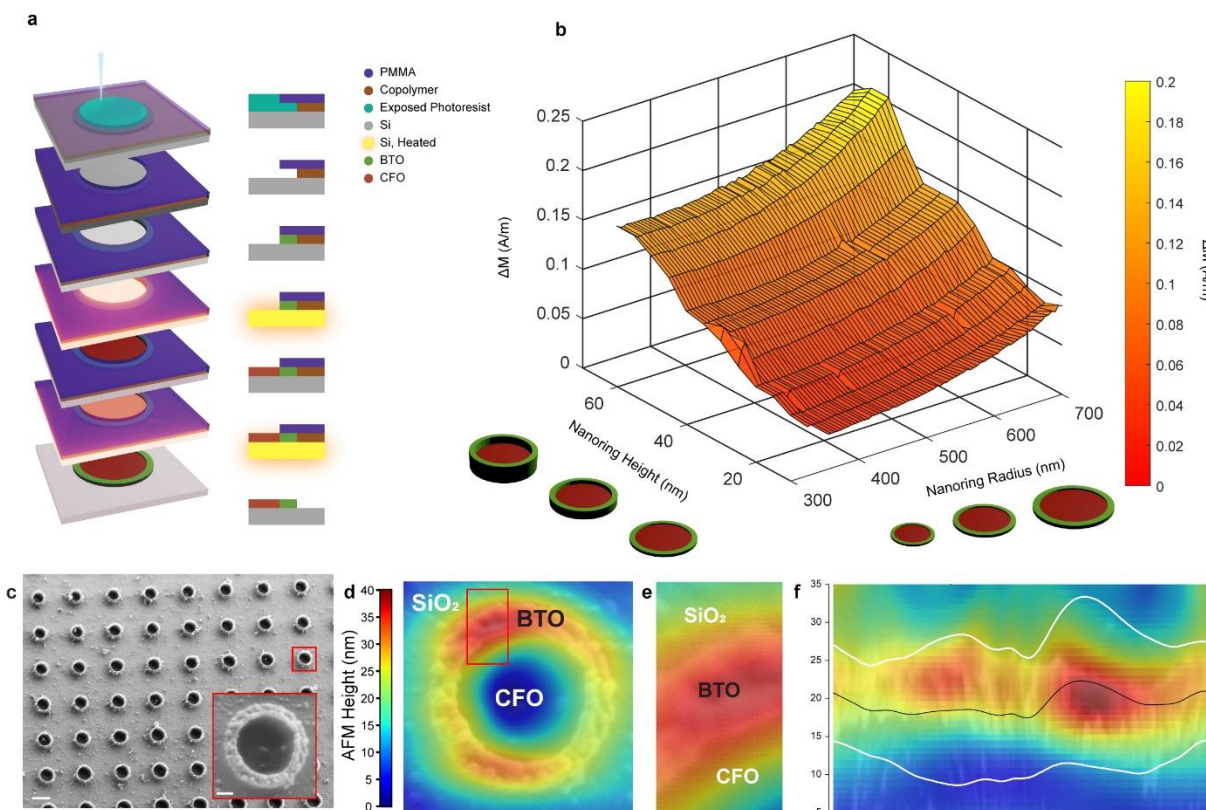 a
PMMA
Copolymer
Exposed Photoresist
Si
Si, Heated
BTO
CFO
b
ΔM (A/m)
0.25
0.2
0.15
0.1
0.05
0
60
40
20
Nanoring Height (nm)
300
400
500
600
700
Nanoring Radius (nm)
0.2
0.18
0.16
0.14
0.12
0.1
0.08
0.06
0.04
0.02
0
c
d
AFM Height (nm)
40
35
30
25
20
15
10
5
0
SiO₂
BTO
CFO
e
SiO₂
BTO
CFO
f
35
30
25
20
15
10